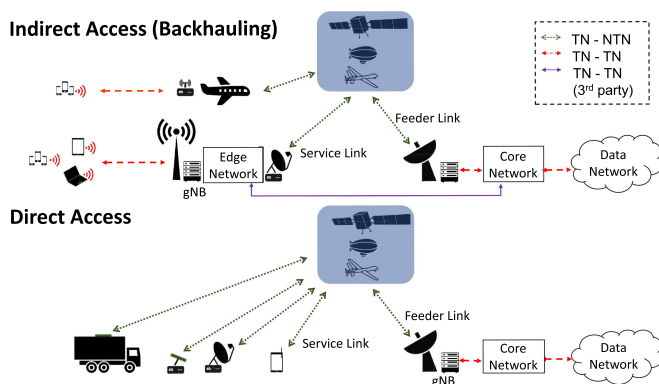 Indirect Access (Backhauling)
TN - NTN
TN - TN
TN - TN
(3rd party)
Feeder Link
Service Link
Edge
Network
gNB
Core
Network
Data
Network
Direct Access
Feeder Link
Service Link
Core
Network
Data
Network
gNB